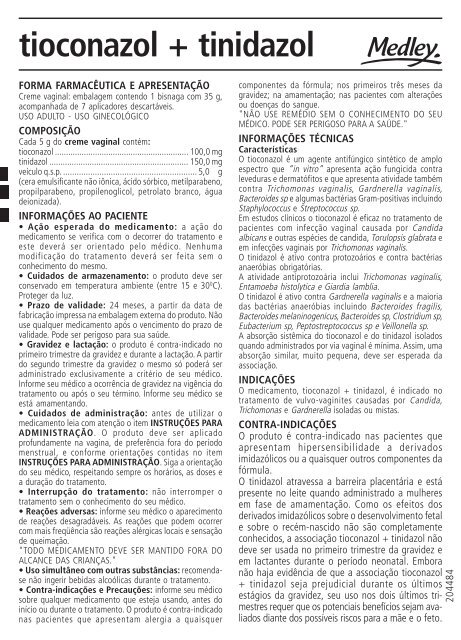 tioconazol + tinidazol
Medley
FORMA FARMACÊUTICA E APRESENTAÇÃO
Creme vaginal: embalagem contendo 1 bisnaga com 35 g,
acompanhada de 7 aplicadores descartáveis.
USO ADULTO - USO GINECOLÓGICO
COMPOSIÇÃO
Cada 5 g do creme vaginal contém:
tioconazol ........................................................ 100,0 mg
tinidazol .......................................................... 150,0 mg
veículo q.s.p. ........................................................ 5,0 g
(cera emulsificante não iônica, ácido sórbico, metilparabeno,
propilparabeno, propilenoglicol, petrolato branco, água
deionizada).
INFORMAÇÕES AO PACIENTE
• Ação esperada do medicamento: a ação do
medicamento se verifica com o decorrer do tratamento e
este deverá ser orientado pelo médico. Nenhuma
modificação do tratamento deverá ser feita sem o
conhecimento do mesmo.
• Cuidados de armazenamento: o produto deve ser
conservado em temperatura ambiente (entre 15 e 30ºC).
Proteger da luz.
• Prazo de validade: 24 meses, a partir da data de
fabricação impressa na embalagem externa do produto. Não
use qualquer medicamento após o vencimento do prazo de
validade. Pode ser perigoso para sua saúde.
• Gravidez e lactação: o produto é contra-indicado no
primeiro trimestre da gravidez e durante a lactação. A partir
do segundo trimestre da gravidez o mesmo só poderá ser
administrado exclusivamente a critério de seu médico.
Informe seu médico a ocorrência de gravidez na vigência do
tratamento ou após o seu término. Informe seu médico se
está amamentando.
• Cuidados de administração: antes de utilizar o
medicamento leia com atenção o item INSTRUÇÕES PARA
ADMINISTRAÇÃO. O produto deve ser aplicado
profundamente na vagina, de preferência fora do período
menstrual, e conforme orientações contidas no item
INSTRUÇÕES PARA ADMINISTRAÇÃO. Siga a orientação
do seu médico, respeitando sempre os horários, as doses e
a duração do tratamento.
• Interrupção do tratamento: não interromper o
tratamento sem o conhecimento do seu médico.
• Reações adversas: informe seu médico o aparecimento
de reações desagradáveis. As reações que podem ocorrer
com mais freqüência são reações alérgicas locais e sensação
de queimação.
"TODO MEDICAMENTO DEVE SER MANTIDO FORA DO
ALCANCE DAS CRIANÇAS."
• Uso simultâneo com outras substâncias: recomenda-
se não ingerir bebidas alcoólicas durante o tratamento.
• Contra-indicações e Precauções: informe seu médico
sobre qualquer medicamento que esteja usando, antes do
início ou durante o tratamento. O produto é contra-indicado
nas pacientes que apresentam alergia a quaisquer
componentes da fórmula; nos primeiros três meses da
gravidez; na amamentação; nas pacientes com alterações
ou doenças do sangue.
"NÃO USE REMÉDIO SEM O CONHECIMENTO DO SEU
MÉDICO. PODE SER PERIGOSO PARA A SAÚDE."
INFORMAÇÕES TÉCNICAS
Características
O tioconazol é um agente antifúngico sintético de amplo
espectro que "in vitro" apresenta ação fungicida contra
leveduras e dermatófitos e que apresenta atividade também
contra Trichomonas vaginalis, Gardnerella vaginalis,
Bacteroides sp e algumas bactérias Gram-positivas incluindo
Staphylococcus e Streptococcus sp.
Em estudos clínicos o tioconazol é eficaz no tratamento de
pacientes com infecção vaginal causada por Candida
albicans e outras espécies de candida, Torulopsis glabrata e
em infecções vaginais por Trichomonas vaginalis.
O tinidazol é ativo contra protozoários e contra bactérias
anaeróbias obrigatórias.
A atividade antiprotozoária inclui Trichomonas vaginalis,
Entamoeba histolytica e Giardia lamblia.
O tinidazol é ativo contra Gardnerella vaginalis e a maioria
das bactérias anaeróbias incluindo Bacteroides fragilis,
Bacteroides melaninogenicus, Bacteroides sp, Clostridium sp,
Eubacterium sp, Peptostreptococcus sp e Veillonella sp.
A absorção sistêmica do tioconazol e do tinidazol isolados
quando administrados por via vaginal é mínima. Assim, uma
absorção similar, muito pequena, deve ser esperada da
associação.
INDICAÇÕES
O medicamento, tioconazol + tinidazol, é indicado no
tratamento de vulvo-vaginites causadas por Candida,
Trichomonas e Gardnerella isoladas ou mistas.
CONTRA-INDICAÇÕES
O produto é contra-indicado nas pacientes que
apresentam hipersensibilidade a derivados
imidazólicos ou a quaisquer outros componentes da
fórmula.
O tinidazol atravessa a barreira placentária e está
presente no leite quando administrado a mulheres
em fase de amamentação. Como os efeitos dos
derivados imidazólicos sobre o desenvolvimento fetal
e sobre o recém-nascido não são completamente
conhecidos, a associação tioconazol + tinidazol não
deve ser usada no primeiro trimestre da gravidez e
em lactantes durante o período neonatal. Embora
não haja evidência de que a associação tioconazol
+ tinidazol seja prejudicial durante os últimos
estágios da gravidez, seu uso nos dois últimos tri-
mestres requer que os potenciais benefícios sejam ava-
liados diante dos possíveis riscos para a mãe e o feto.
204484